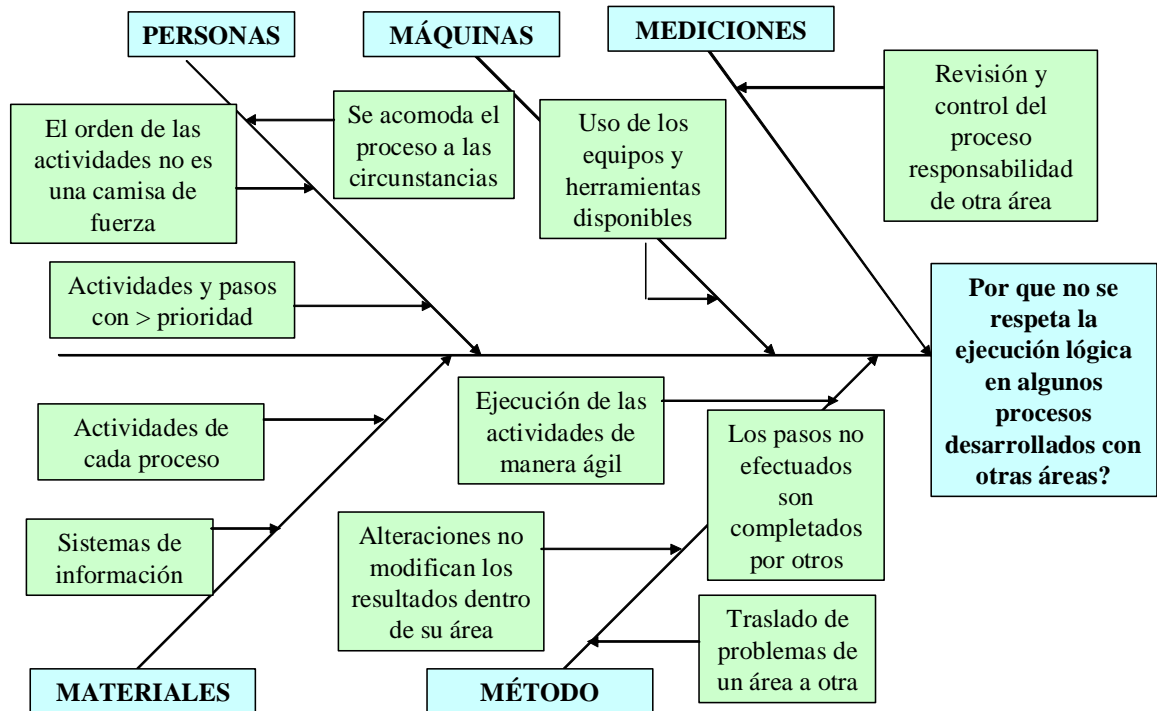 PERSONAS
MÁQUINAS
MEDICIONES
El orden de las
actividades no es
una camisa de
fuerza
Se acomoda el
proceso a las
circunstancias
Uso de los
equipos y
herramientas
disponibles
Revisión y
control del
proceso
responsabilidad
de otra área
Actividades y pasos
con > prioridad
Por que no se
respeta la
ejecución lógica
en algunos
procesos
desarrollados con
otras áreas?
Actividades de
cada proceso
Ejecución de las
actividades de
manera ágil
Los pasos no
efectuados
son
completados
por otros
Sistemas de
información
Alteraciones no
modifican los
resultados dentro
de su área
Traslado de
problemas de
un área a otra
MATERIALES
MÉTODO